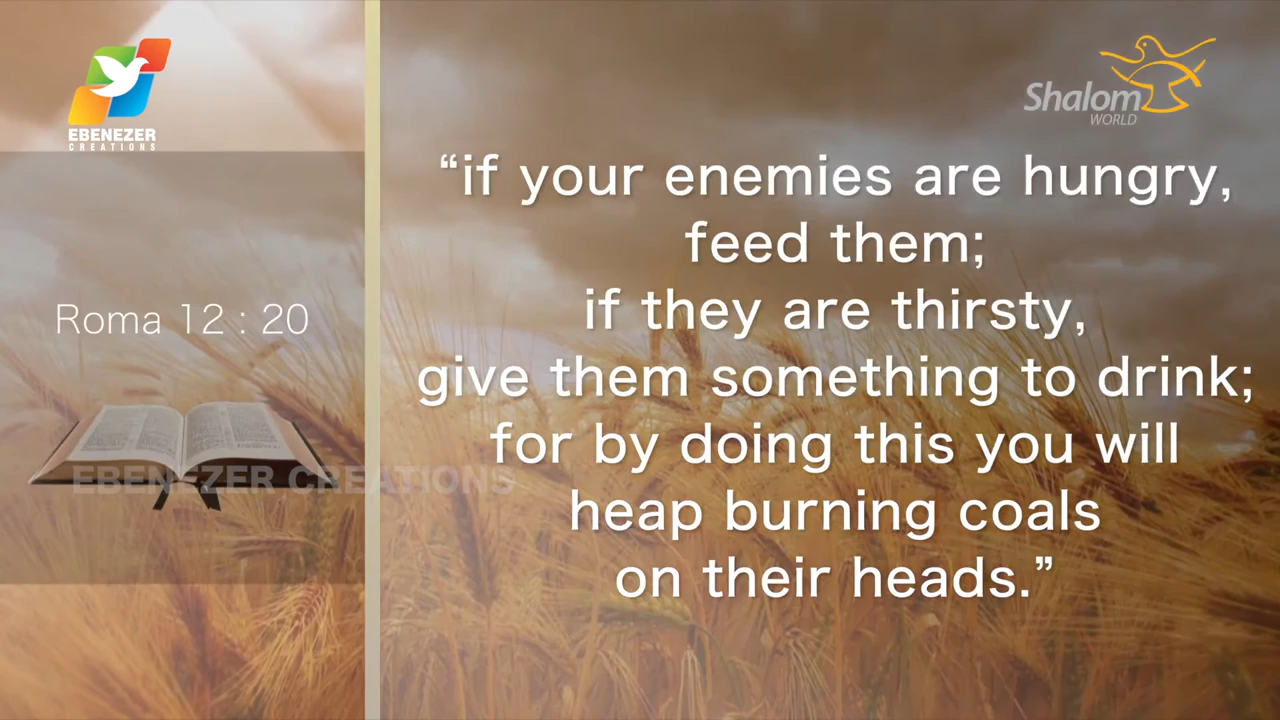 EBENEZER
CREATIONS
Shalom
WORLD
Roma 12 : 20
“if your enemies are hungry,
feed them;
if they are thirsty,
give them something to drink;
for by doing this you will
heap burning coals
on their heads.”
EBENEZER CREATIONS